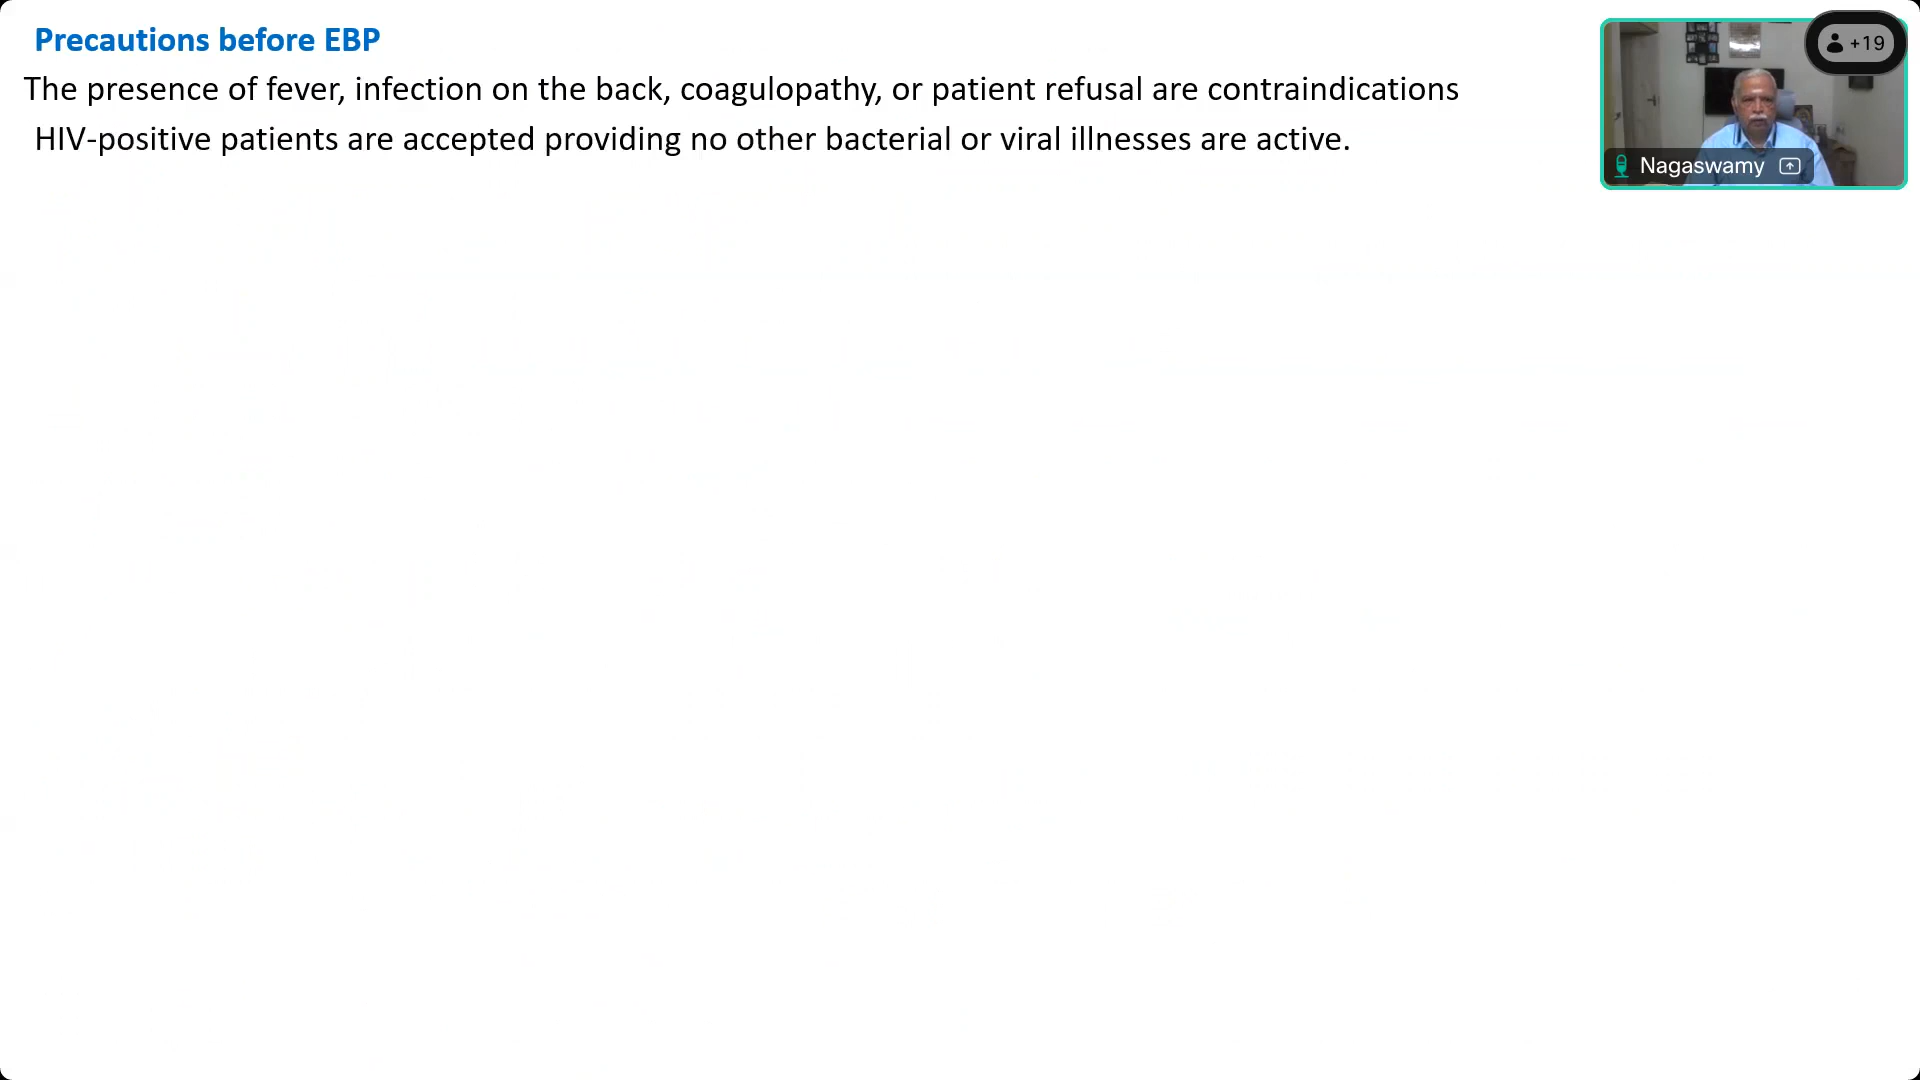 Precautions before EBP
The presence of fever, infection on the back, coagulopathy, or patient refusal are contraindications
HIV-positive patients are accepted providing no other bacterial or viral illnesses are active.
+19
Nagaswamy